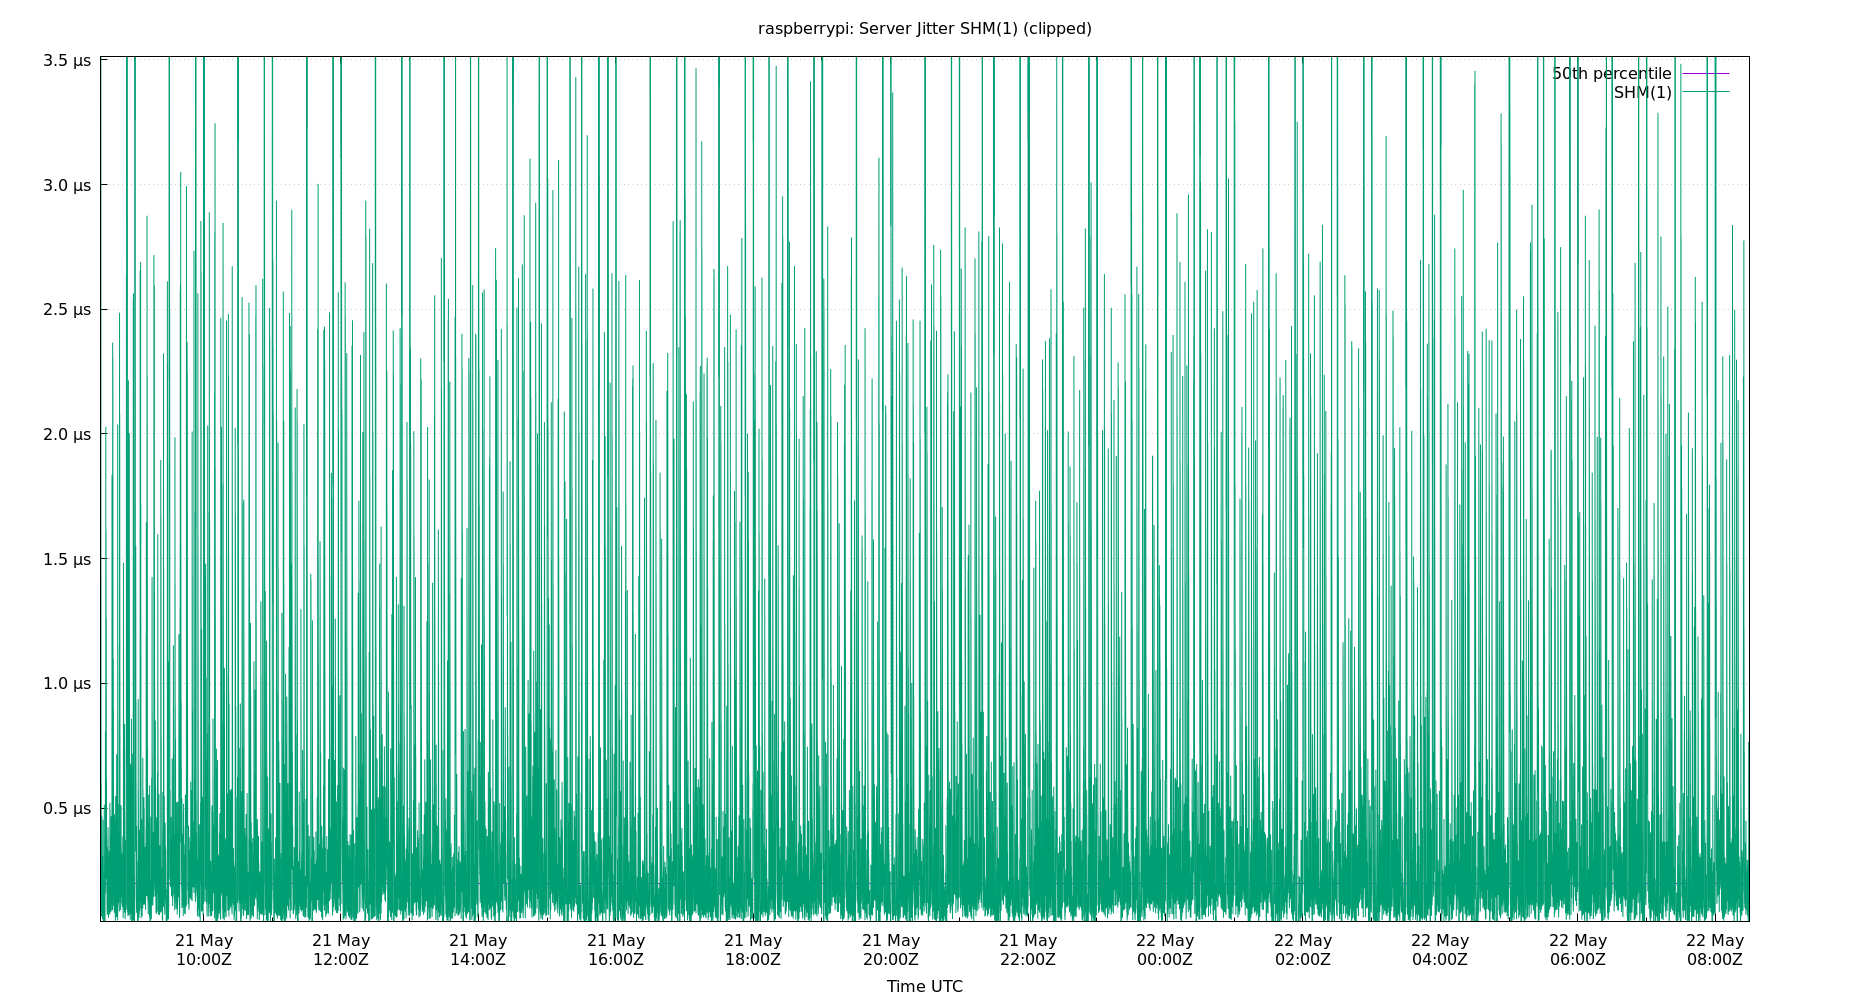 raspberrypi: Server Jitter SHM(1) (clipped)
3.5 µs
3.0 µs
2.5 µs
2.0 µs
1.5 µs
1.0 µs
0.5 µs
50th percentile
SHM(1)
21 May 21 May 21 May 21 May 21 May 21 May 21 May 22 May 22 May 22 May 22 May 22 May
10:00Z 12:00Z 14:00Z 16:00Z 18:00Z 20:00Z 22:00Z 00:00Z 02:00Z 04:00Z 06:00Z 08:00Z
Time UTC